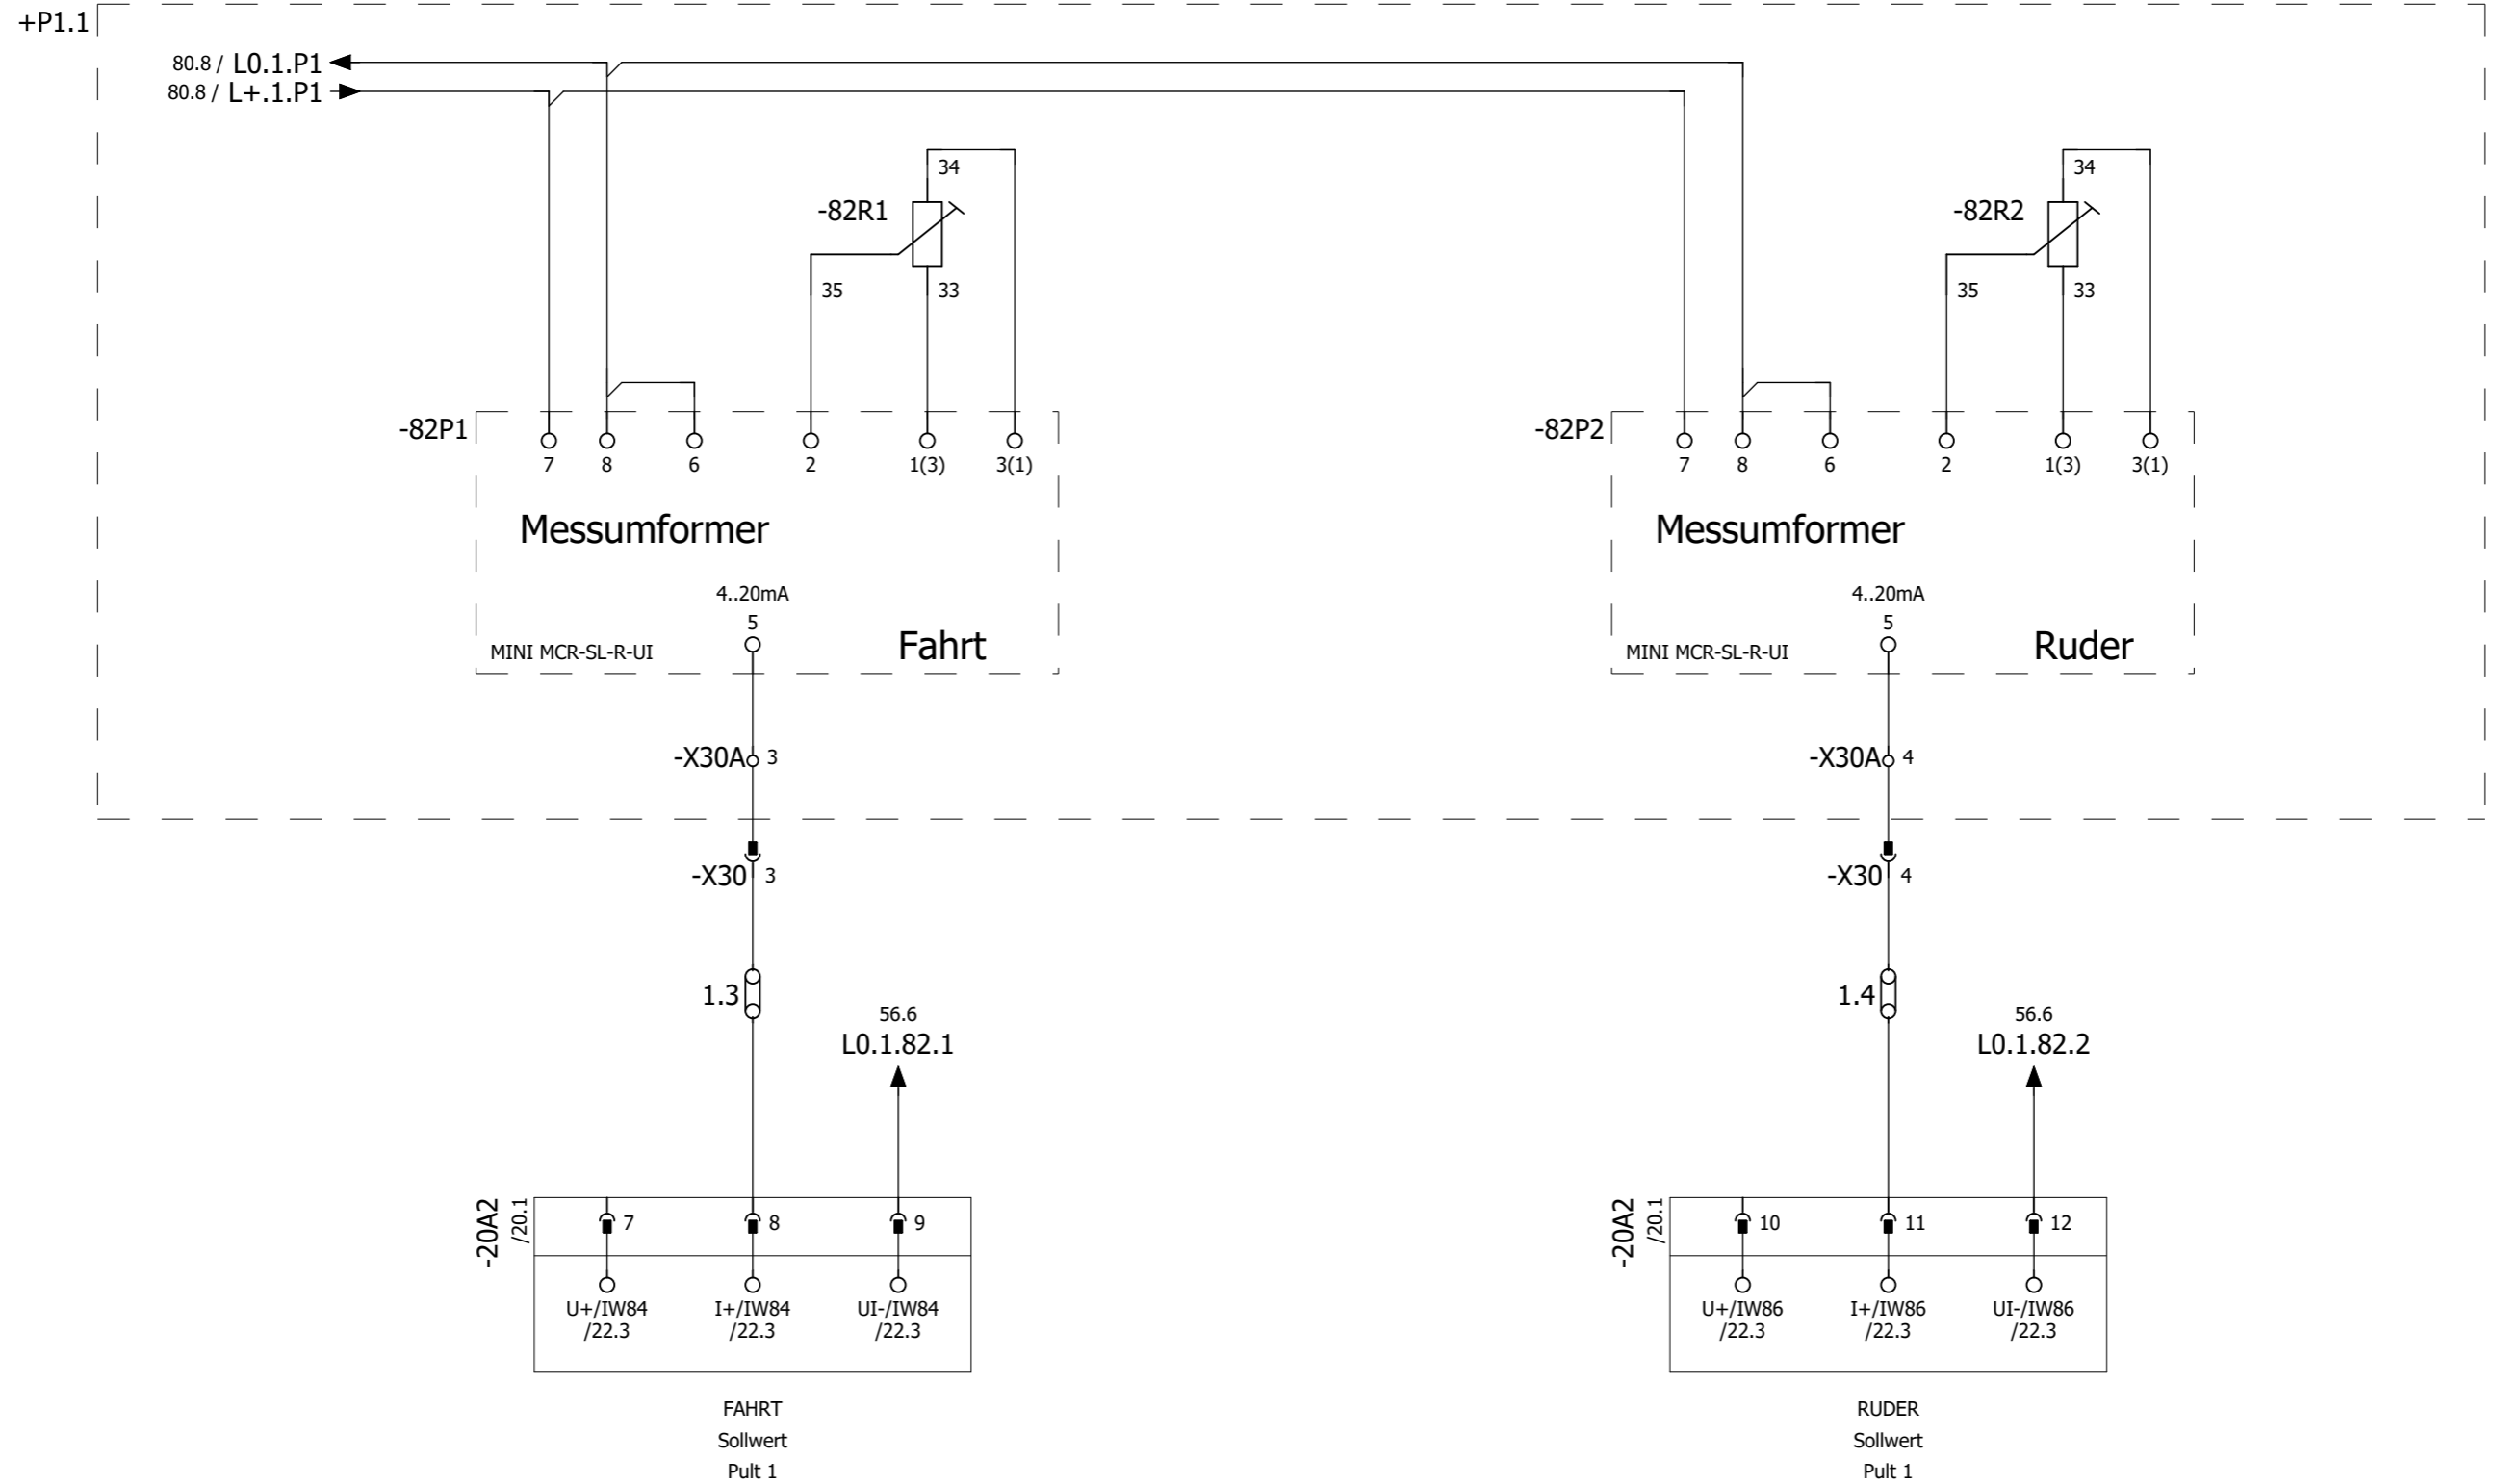 +P1.1
80.8 / L0.1.P1
80.8 / L+.1.P1
34
34
-82R1
-82R2
35
33
35
33
-82P1
-82P2
7 8 6 2 1(3) 3(1)
7 8 6 2 1(3) 3(1)
Messumformer
Messumformer
4..20mA
4..20mA
5
5
MINI MCR-SL-R-UI
Fahrt
MINI MCR-SL-R-UI
Ruder
-X30A 3
-X30A 4
-X30 3
-X30 4
1.3
1.4
56.6
L0.1.82.1
56.6
L0.1.82.2
-20A2
/20.1
7 8 9
-20A2
/20.1
10 11 12
U+/IW84 I+/IW84 UI-/IW84
/22.3 /22.3 /22.3
U+/IW86 I+/IW86 UI-/IW86
/22.3 /22.3 /22.3
FAHRT
Sollwert
Pult 1
RUDER
Sollwert
Pult 1